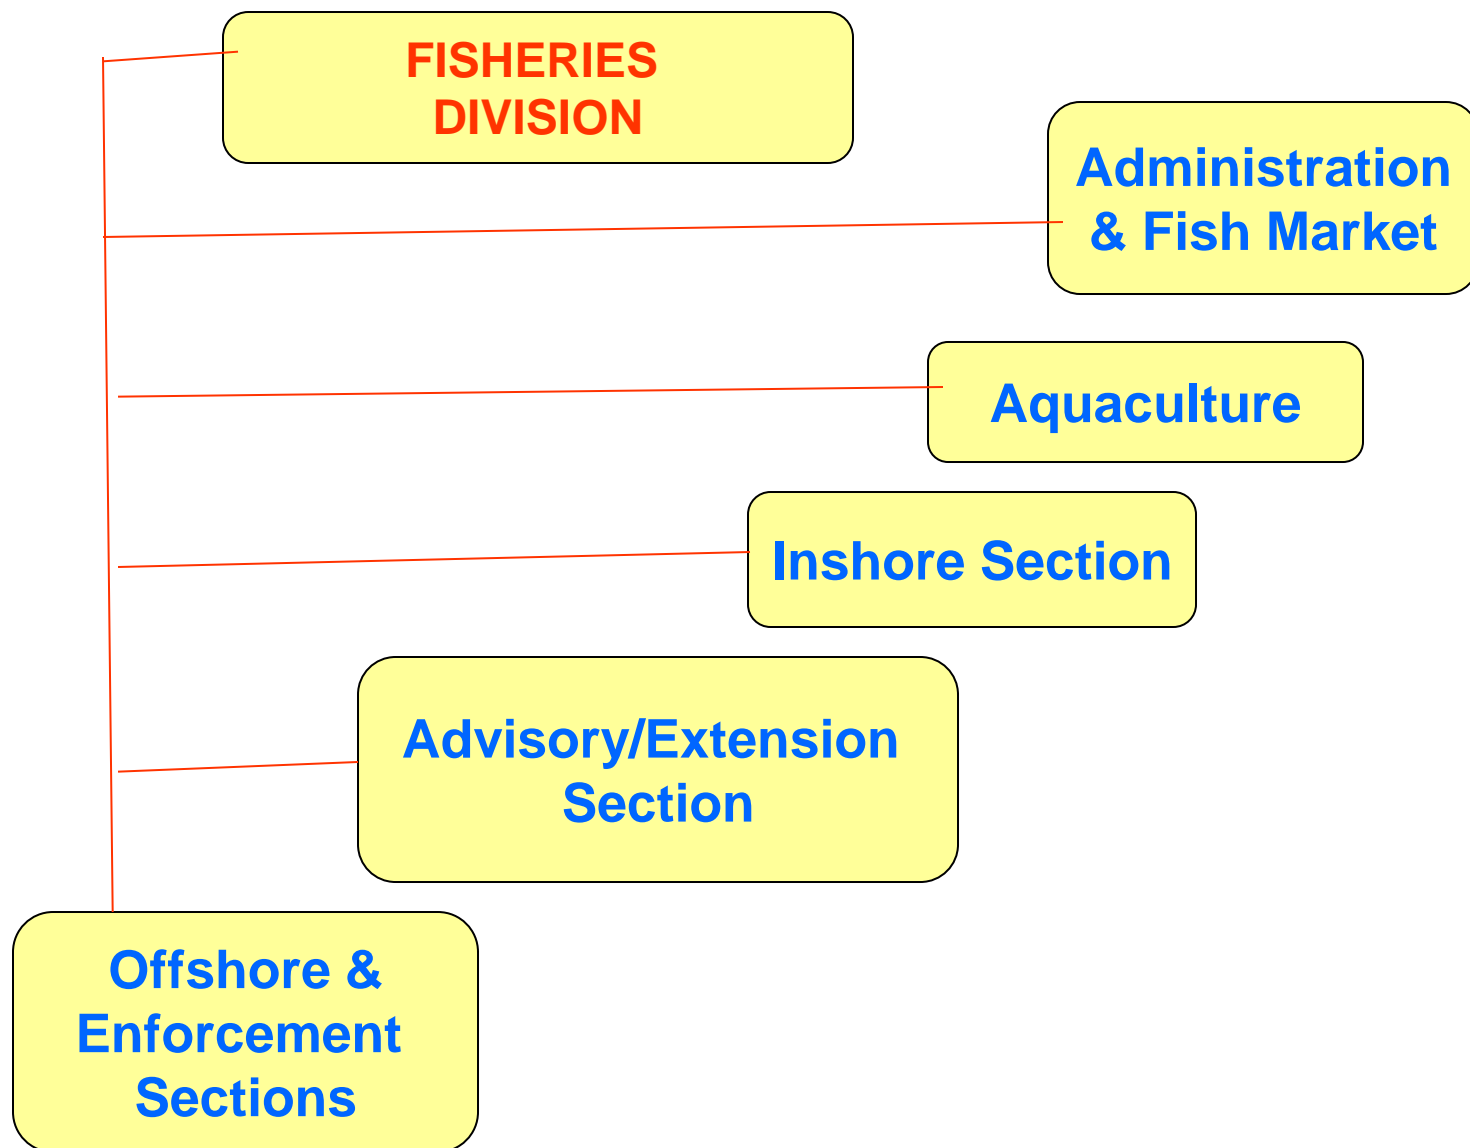 FISHERIES
DIVISION
Administration
& Fish Market
Aquaculture
Inshore Section
Advisory/Extension
Section
Offshore &
Enforcement
Sections